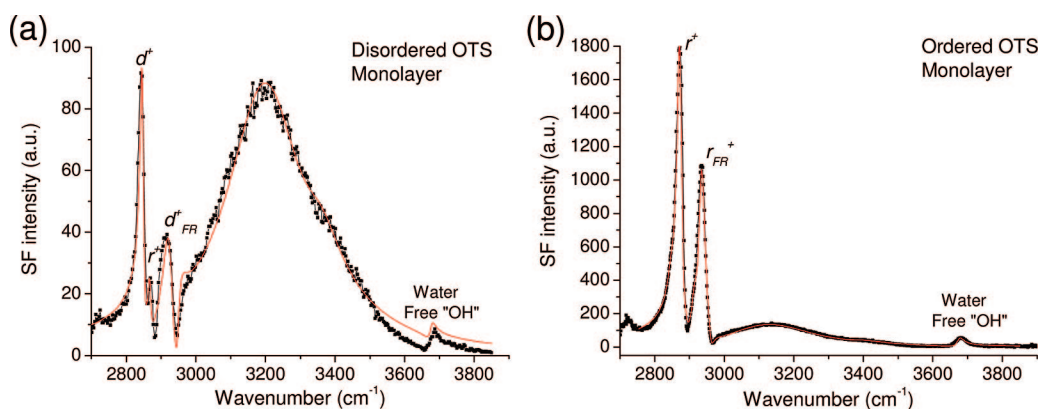 (a)
Disordered OTS
Monolayer
d+
r+
d+FR
Water
Free "OH"
SF intensity (a.u.)
100
80
60
40
20
0
2800 3000 3200 3400 3600 3800
Wavenumber (cm-1)
(b)
Ordered OTS
Monolayer
r+
rFR+
Water
Free "OH"
SF intensity (a.u.)
1800
1600
1400
1200
1000
800
600
400
200
0
2800 3000 3200 3400 3600 3800
Wavenumber (cm-1)